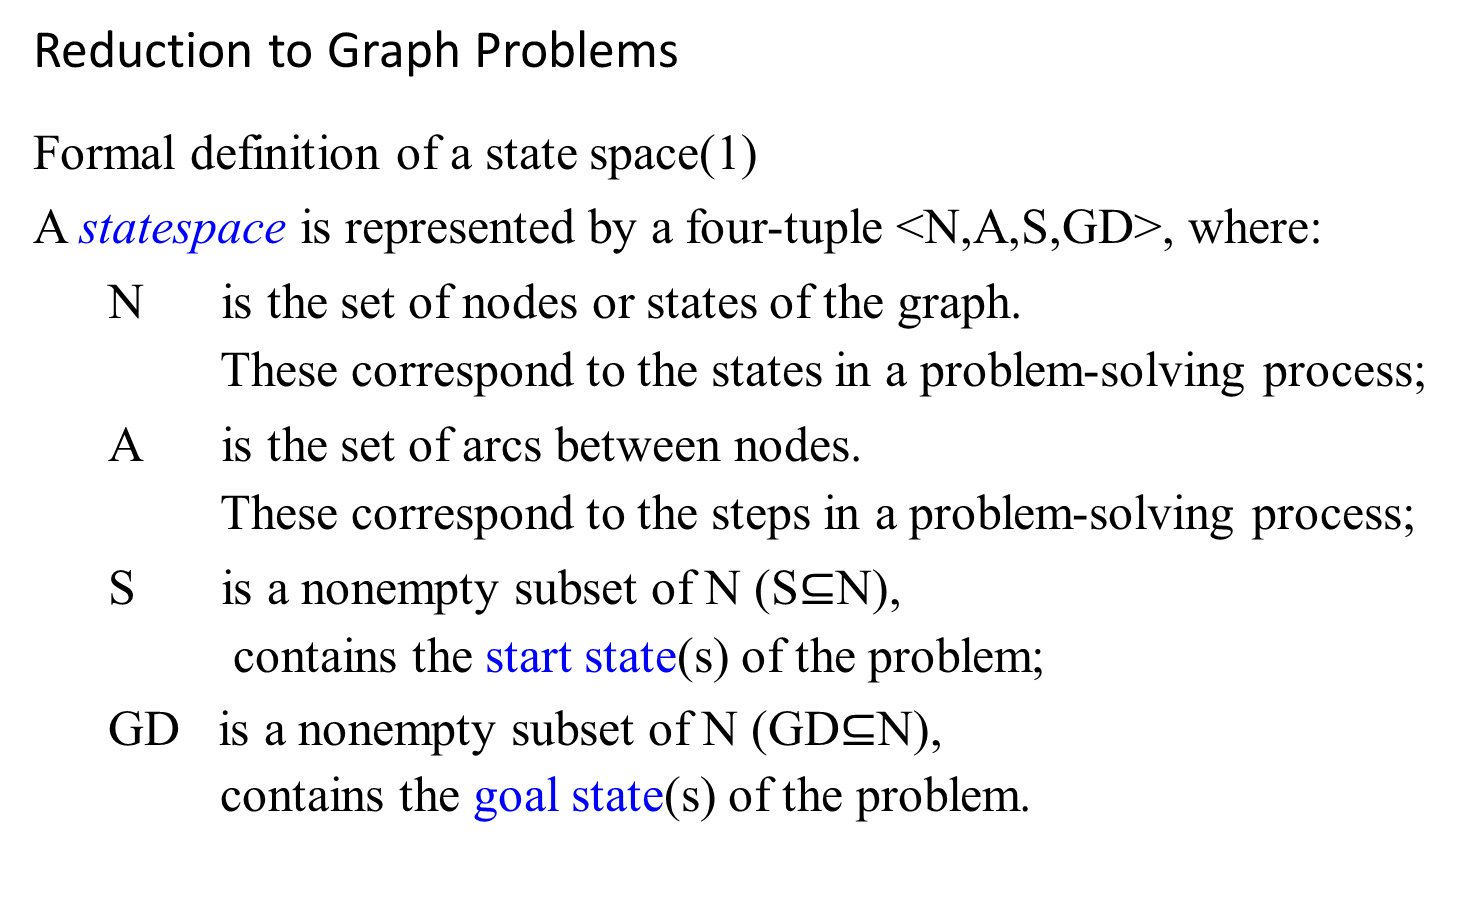 Reduction to Graph Problems
Formal definition of a state space(1)
A statespace is represented by a four-tuple <N,A,S,GD>, where:
N is the set of nodes or states of the graph.
These correspond to the states in a problem-solving process;
A is the set of arcs between nodes.
These correspond to the steps in a problem-solving process;
S is a nonempty subset of N (S⊆N),
contains the start state(s) of the problem;
GD is a nonempty subset of N (GD⊆N),
contains the goal state(s) of the problem.